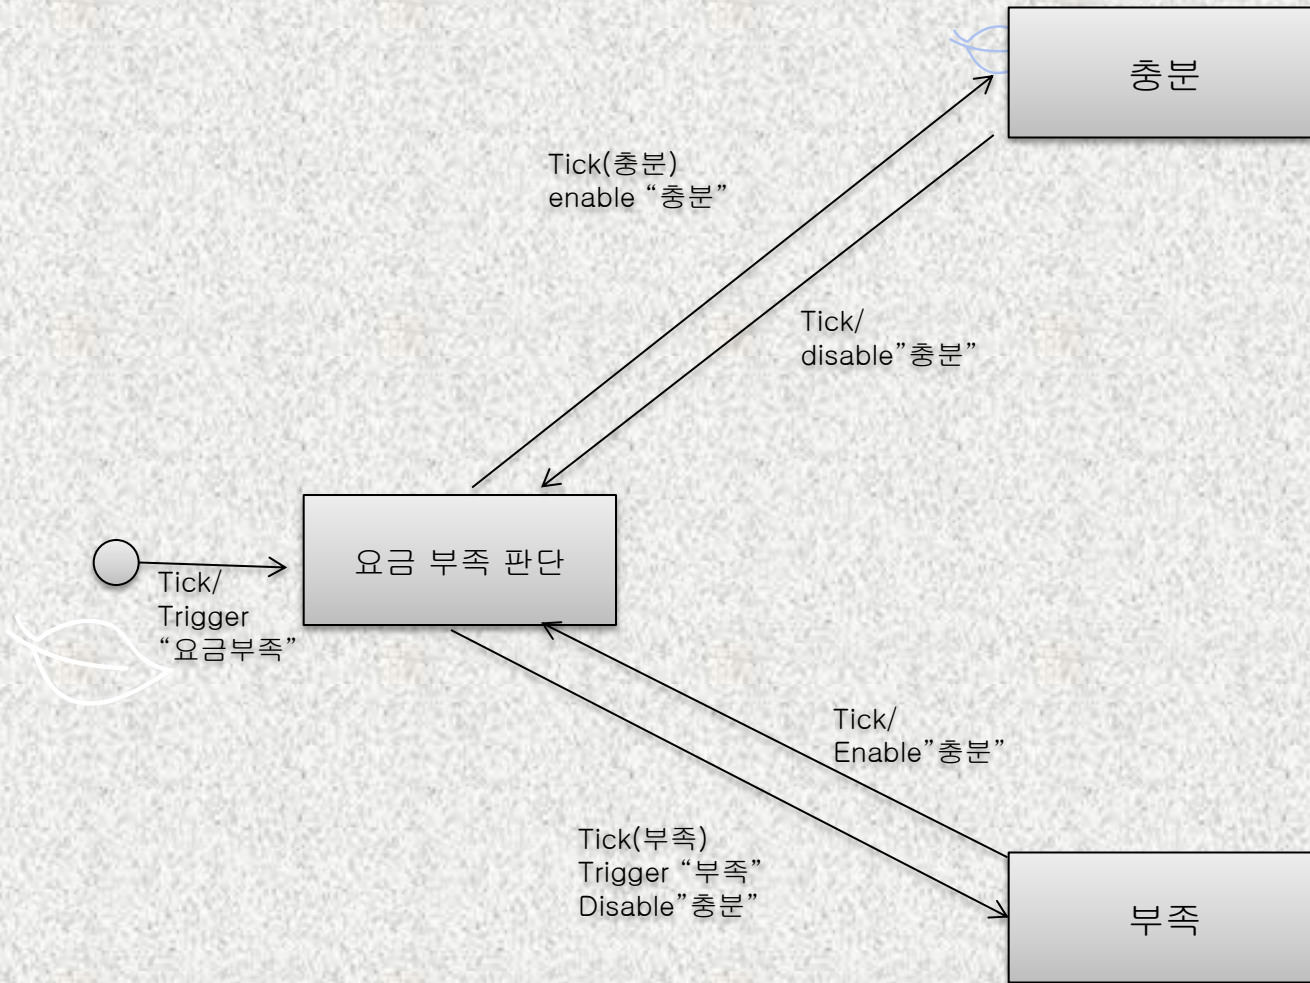 충분
Tick(충분)
enable “충분”
Tick/
disable”충분”
요금 부족 판단
Tick/
Trigger
“요금부족”
Tick/
Enable”충분”
Tick(부족)
Trigger “부족”
Disable”충분”
부족